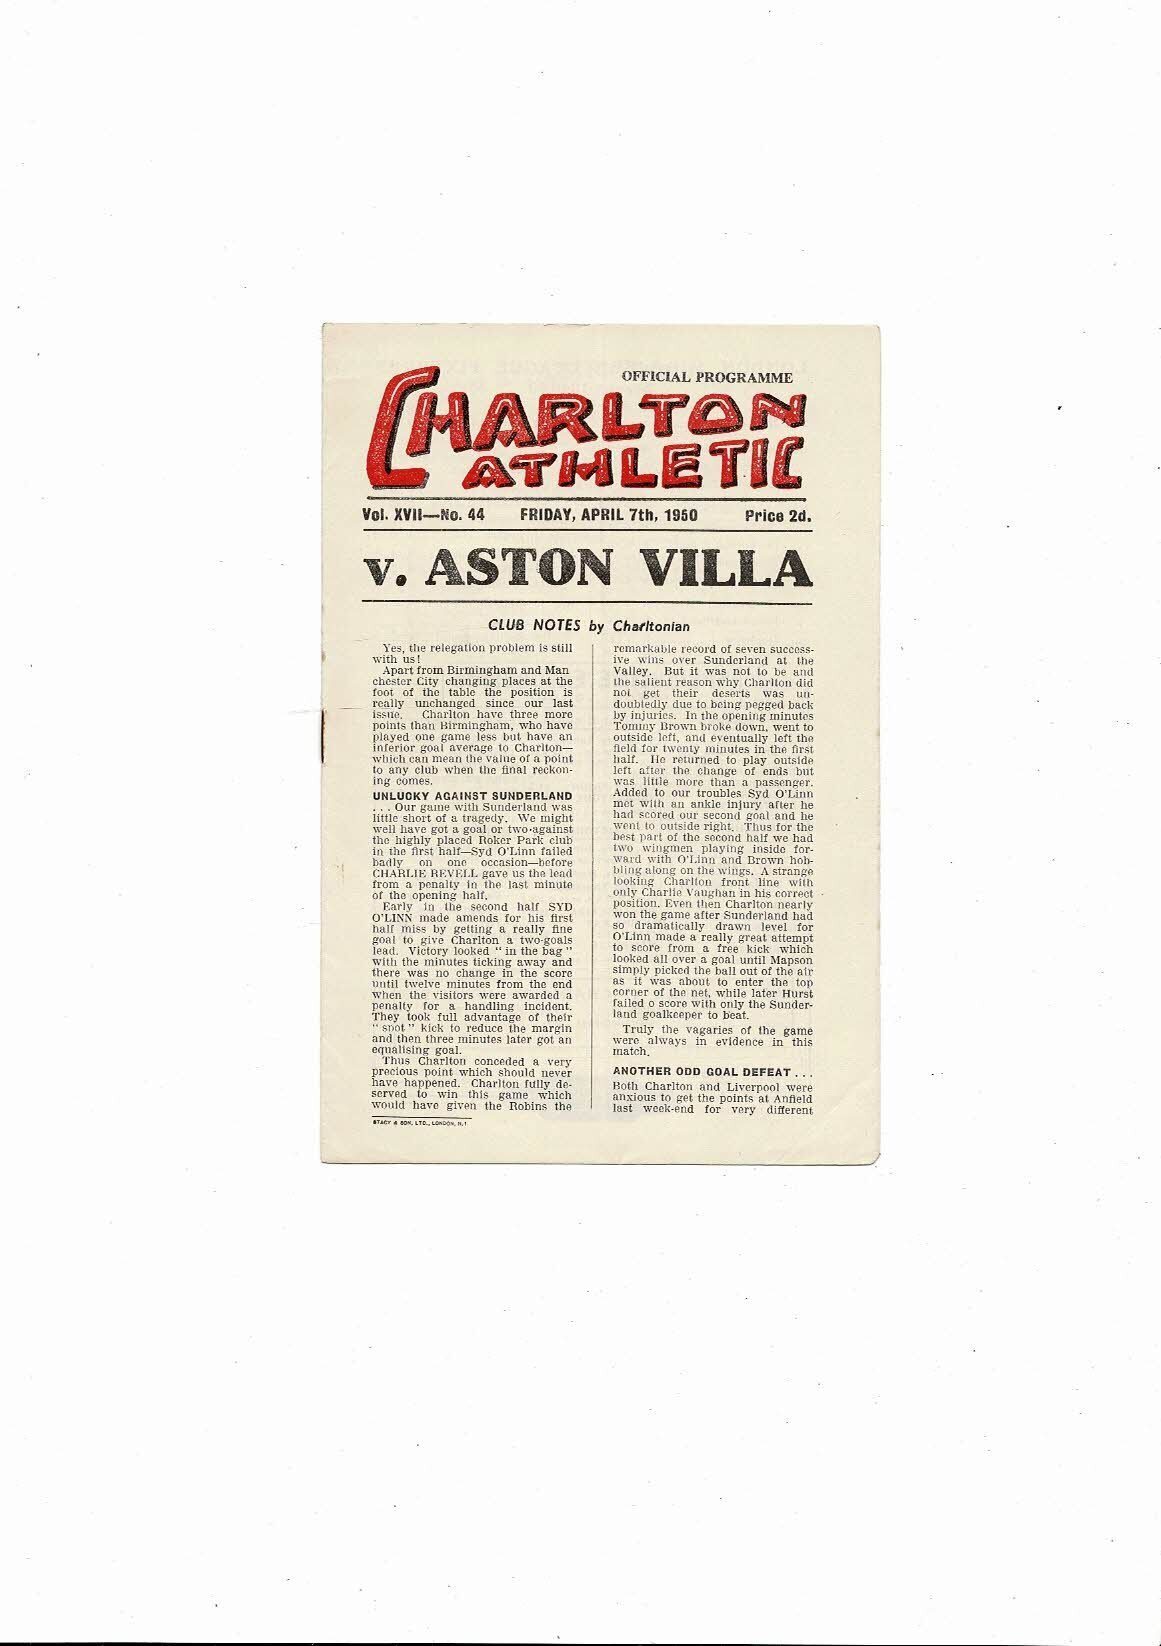 OFFICIAL PROGRAMME
CHARLTON
ATHLETIC
Vol. XVII—No. 44 FRIDAY, APRIL 7th, 1950 Price 2d.
v. ASTON VILLA
CLUB NOTES by Charltonian
Yes, the relegation problem is still
with us!
Apart from Birmingham and Man
chester City changing places at the
foot of the table the position is
really unchanged since our last
issue. Charlton have three more
points than Birmingham, who have
played one game less but have an
inferior goal average to Charlton—
which can mean the value of a point
to any club when the final reckon-
ing comes.
UNLUCKY AGAINST SUNDERLAND
. . . Our game with Sunderland was
little short of a tragedy. We might
well have got a goal or two against
the highly placed Roker Park club
in the first half—Syd O'Linn failed
badly on one occasion—before
CHARLIE REVELL gave us the lead
from a penalty in the last minute
of the opening half.
Early in the second half SYD
O'LINN made amends for his first
half miss by getting a really fine
goal to give Charlton a two-goals
lead. Victory looked " in the bag "
with the minutes ticking away and
there was no change in the score
until twelve minutes from the end
when the visitors were awarded a
penalty for a handling incident.
They took full advantage of their
" spot " kick to reduce the margin
and then three minutes later got an
equalising goal.
Thus Charlton conceded a very
precious point which should never
have happened. Charlton fully de-
served to win this game which
would have given the Robins the
STACY & SON, LTD., LONDON, N.1
remarkable record of seven success-
ive wins over Sunderland at the
Valley. But it was not to be and
the salient reason why Charlton did
not get their deserts was un-
doubtedly due to being pegged back
by injuries. In the opening minutes
Tommy Brown broke down, went to
outside left, and eventually left the
field for twenty minutes in the first
half. He returned to play outside
left after the change of ends but
was little more than a passenger.
Added to our troubles Syd O'Linn
met with an ankle injury after he
had scored our second goal and he
went to outside right. Thus for the
best part of the second half we had
two wingmen playing inside for-
ward with O'Linn and Brown hob-
bling along on the wings. A strange
looking Charlton front line with
only Charlie Vaughan in his correct
position. Even then Charlton nearly
won the game after Sunderland had
so dramatically drawn level for
O'Linn made a really great attempt
to score from a free kick which
looked all over a goal until Mapson
simply picked the ball out of the air
as it was about to enter the top
corner of the net, while later Hurst
failed o score with only the Sunder-
land goalkeeper to beat.
Truly the vagaries of the game
were always in evidence in this
match.
ANOTHER ODD GOAL DEFEAT . . .
Both Charlton and Liverpool were
anxious to get the points at Anfield
last week-end for very different